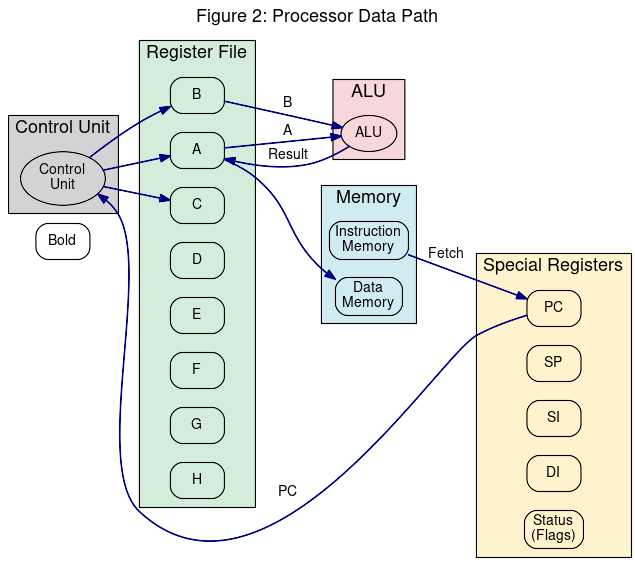 Figure 2: Processor Data Path
Register File
B
A
C
D
E
F
G
H
Control Unit
Control
Unit
Bold
B
A
Result
ALU
ALU
Memory
Instruction
Memory
Data
Memory
Fetch
PC
Special Registers
PC
SP
SI
DI
Status
(Flags)